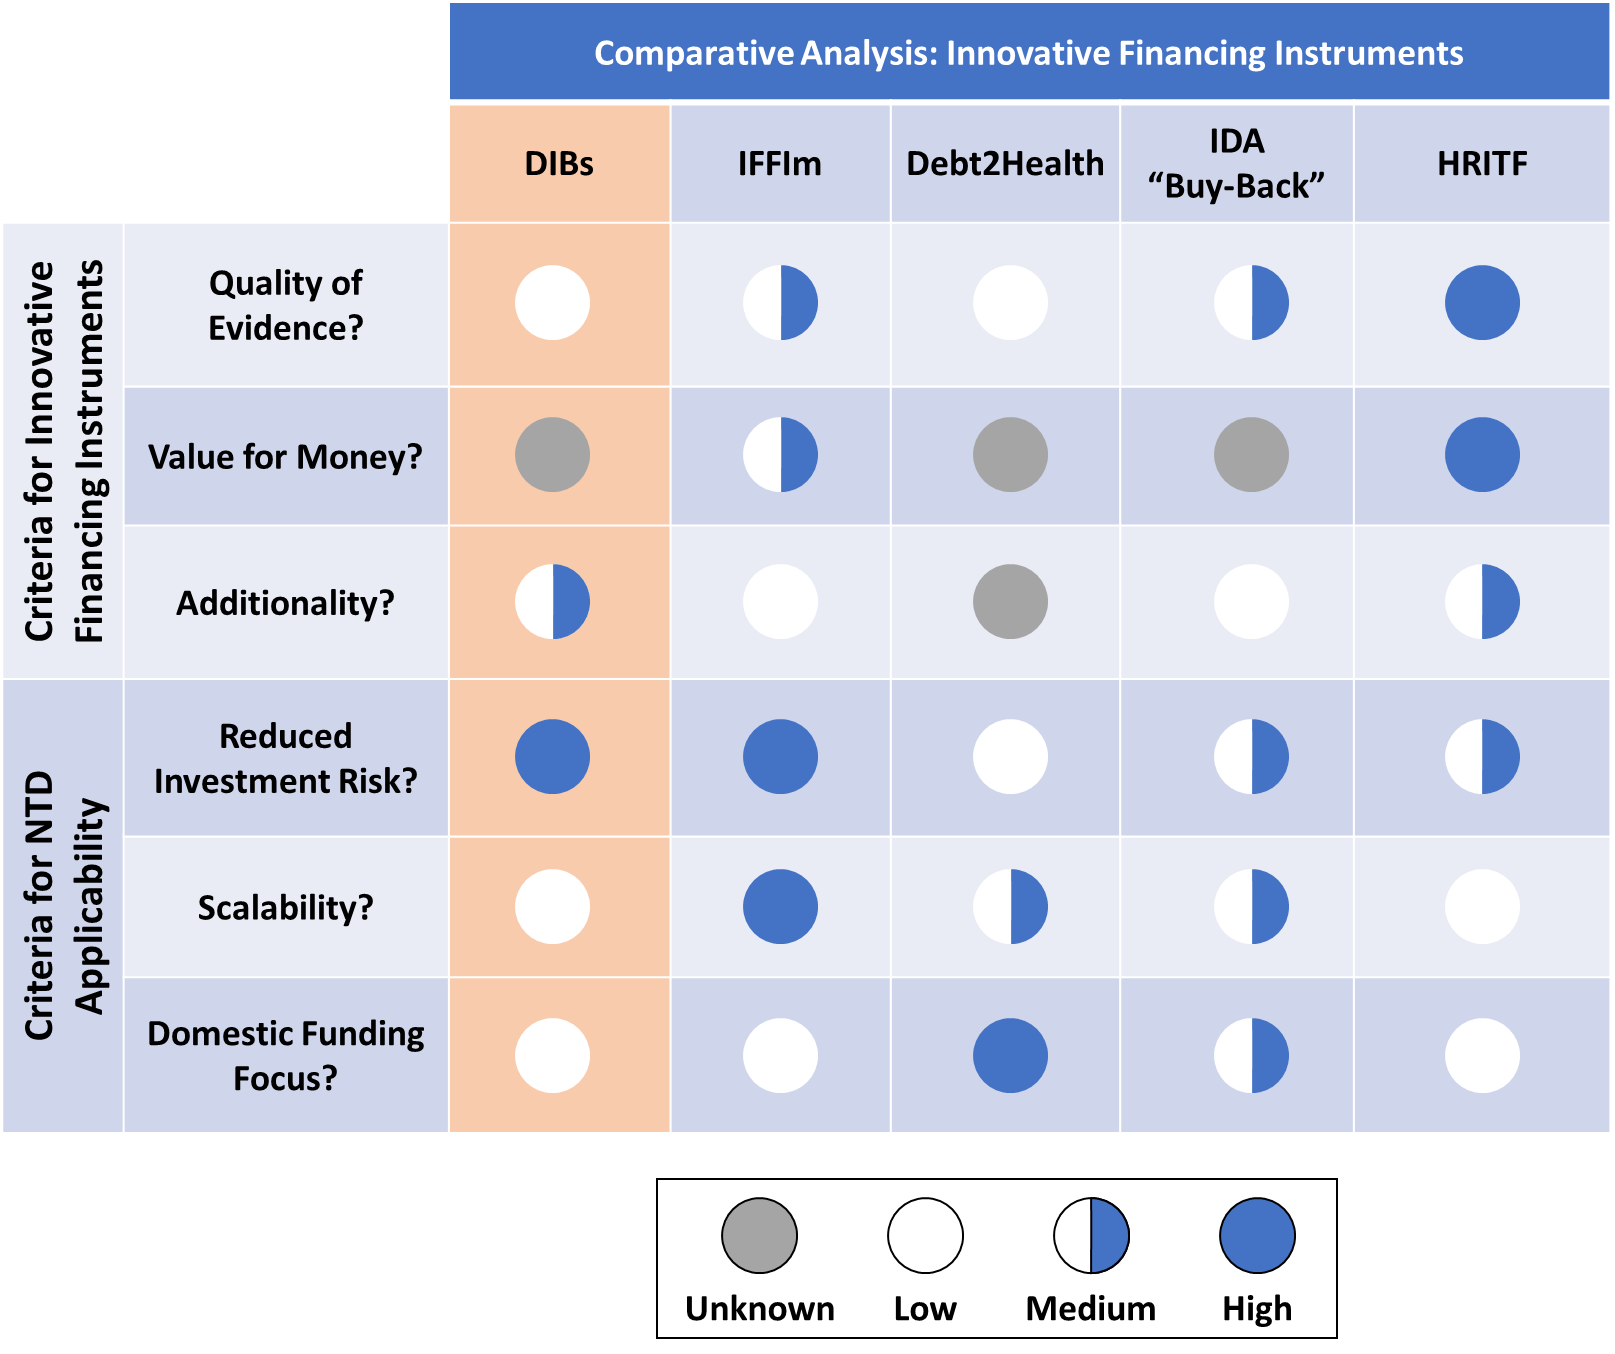 Comparative Analysis: Innovative Financing Instruments
DIBs
IFFIm
Debt2Health
IDA
“Buy-Back”
HRITF
Criteria for Innovative
Financing Instruments
Quality of
Evidence?
Value for Money?
Additionality?
Criteria for NTD
Applicability
Reduced
Investment Risk?
Scalability?
Domestic Funding
Focus?
Unknown
Low
Medium
High